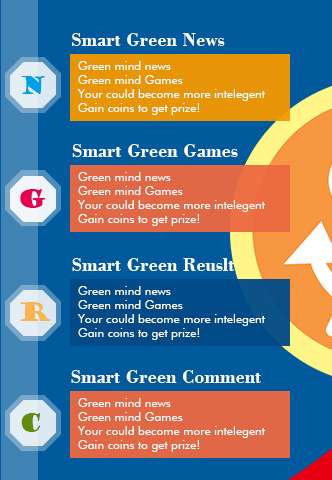 Smart Green News
N
Green mind news
Green mind Games
Your could become more intelegent
Gain coins to get prize!
Smart Green Games
G
Green mind news
Green mind Games
Your could become more intelegent
Gain coins to get prize!
Smart Green Reuslt
R
Green mind news
Green mind Games
Your could become more intelegent
Gain coins to get prize!
Smart Green Comment
C
Green mind news
Green mind Games
Your could become more intelegent
Gain coins to get prize!